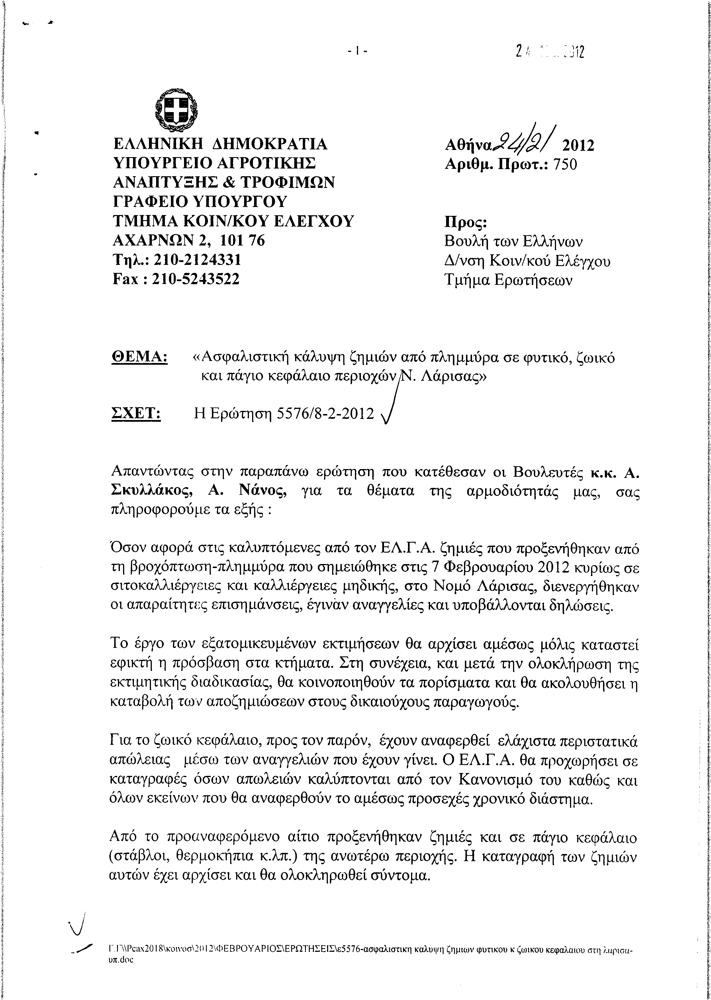 - 1 -
ΕΛΛΗΝΙΚΗ ΔΗΜΟΚΡΑΤΙΑ
ΥΠΟΥΡΓΕΙΟ ΑΓΡΟΤΙΚΗΣ
ΑΝΑΠΤΥΞΗΣ & ΤΡΟΦΙΜΩΝ
ΓΡΑΦΕΙΟ ΥΠΟΥΡΓΟΥ
ΤΜΗΜΑ ΚΟΙΝ/ΚΟΥ ΕΛΕΓΧΟΥ
ΑΧΑΡΝΩΝ 2, 101 76
Τηλ.: 210-2124331
Fax : 210-5243522
Αθήνα 24/2/ 2012
Αριθμ. Πρωτ.: 750
Προς:
Βουλή των Ελλήνων
Δ/νση Κοιν/κού Ελέγχου
Τμήμα Ερωτήσεων
ΘΕΜΑ: «Ασφαλιστική κάλυψη ζημιών από πλημμύρα σε φυτικό, ζωικό
και πάγιο κεφάλαιο περιοχών Ν. Λάρισας»
ΣΧΕΤ: Η Ερώτηση 5576/8-2-2012
Απαντώντας στην παραπάνω ερώτηση που κατέθεσαν οι Βουλευτές κ.κ. Α.
Σκυλλάκος, Α. Νάνος, για τα θέματα της αρμοδιότητάς μας, σας
πληροφορούμε τα εξής :
Όσον αφορά στις καλυπτόμενες από τον ΕΛ.Γ.Α. ζημιές που προξενήθηκαν από
τη βροχόπτωση-πλημμύρα που σημειώθηκε στις 7 Φεβρουαρίου 2012 κυρίως σε
σιτοκαλλιέργειες και καλλιέργειες μηδικής, στο Νομό Λάρισας, διενεργήθηκαν
οι απαραίτητες επισημάνσεις, έγιναν αναγγελίες και υποβάλλονται δηλώσεις.
Το έργο των εξατομικευμένων εκτιμήσεων θα αρχίσει αμέσως μόλις καταστεί
εφικτή η πρόσβαση στα κτήματα. Στη συνέχεια, και μετά την ολοκλήρωση της
εκτιμητικής διαδικασίας, θα κοινοποιηθούν τα πορίσματα και θα ακολουθήσει η
καταβολή των αποζημιώσεων στους δικαιούχους παραγωγούς.
Για το ζωικό κεφάλαιο, προς τον παρόν, έχουν αναφερθεί ελάχιστα περιστατικά
απώλειας μέσω των αναγγελιών που έχουν γίνει. Ο ΕΛ.Γ.Α. θα προχωρήσει σε
καταγραφές όσων απωλειών καλύπτονται από τον Κανονισμό του καθώς και
όλων εκείνων που θα αναφερθούν το αμέσως προσεχές χρονικό διάστημα.
Από το προαναφερόμενο αίτιο προξενήθηκαν ζημιές και σε πάγιο κεφάλαιο
(στάβλοι, θερμοκήπια κ.λπ.) της ανωτέρω περιοχής. Η καταγραφή των ζημιών
αυτών έχει αρχίσει και θα ολοκληρωθεί σύντομα.
Γ.Γ\\Pcax2018\κοινοσ\2012\ΦΕΒΡΟΥΑΡΙΟΣ\ΕΡΩΤΗΣΕΙΣ\ε5576-ασφαλιστικη καλυψη ζημιων φυτικου κ ζωικου κεφαλαιου στη λαρισα-
υπ.doc